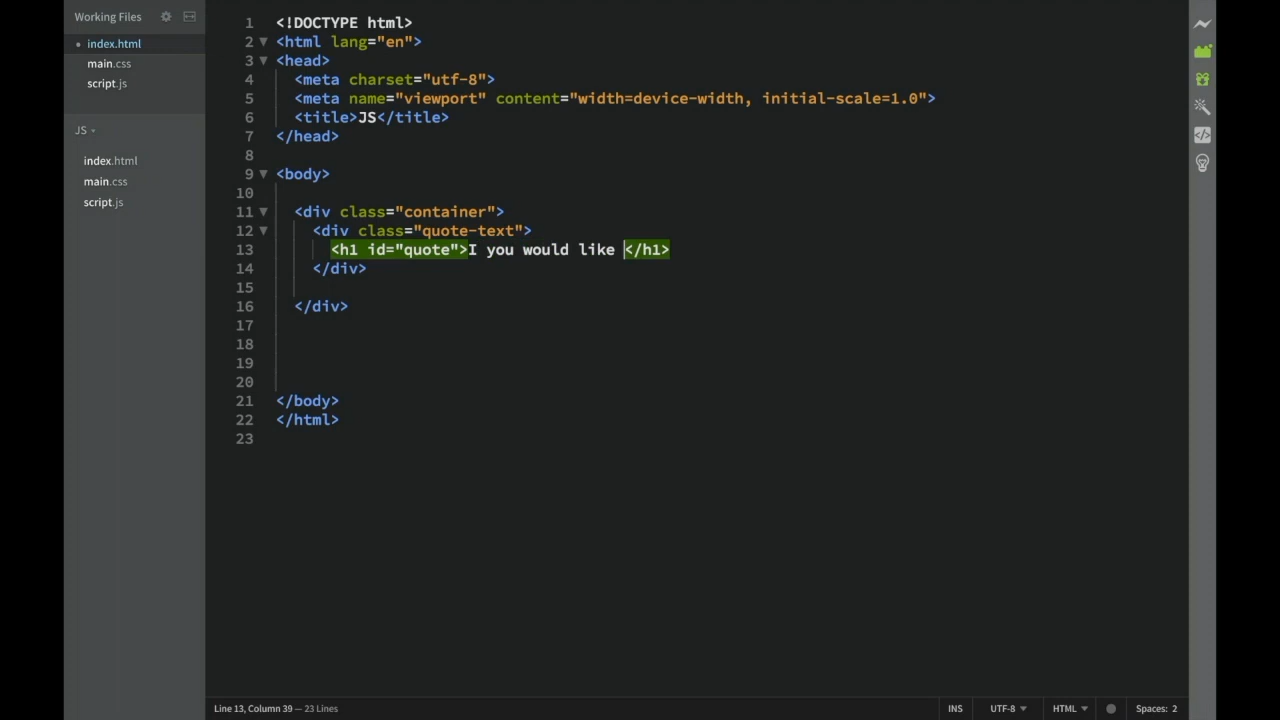 Working Files
index.html
main.css
script.js
JS
index.html
main.css
script.js
1 <!DOCTYPE html>
2 <html lang="en">
3 <head>
4 <meta charset="utf-8">
5 <meta name="viewport" content="width=device-width, initial-scale=1.0">
6 <title>JS</title>
7 </head>
8
9 <body>
10
11 <div class="container">
12 <div class="quote-text">
13 <h1 id="quote">I you would like </h1>
14 </div>
15
16 </div>
17
18
19
20
21 </body>
22 </html>
23
Line 13, Column 39 — 23 Lines INS UTF-8 HTML Spaces: 2